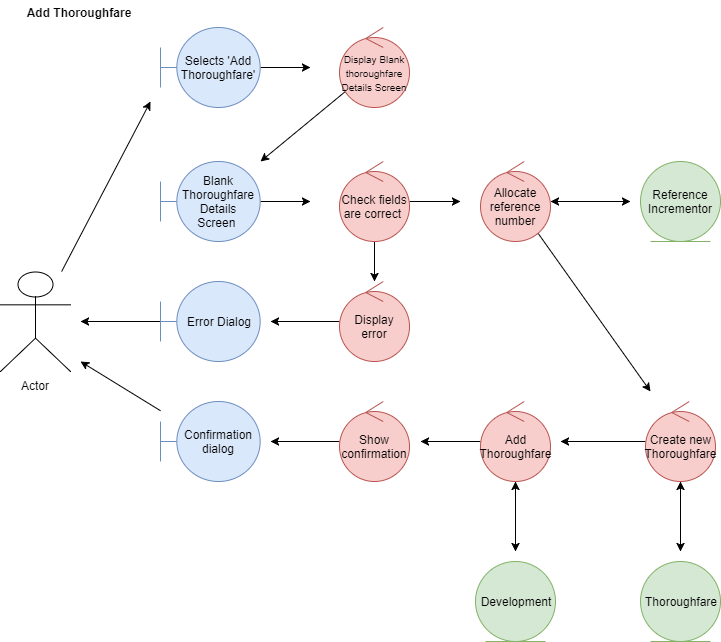 Add Thoroughfare
Selects 'Add
Thoroughfare'
Display Blank
thoroughfare
Details Screen
Blank
Thoroughfare
Details
Screen
Check fields
are correct
Allocate
reference
number
Reference
Incrementor
Error Dialog
Display
error
Actor
Confirmation
dialog
Show
confirmation
Add
Thoroughfare
Create new
Thoroughfare
Development
Thoroughfare